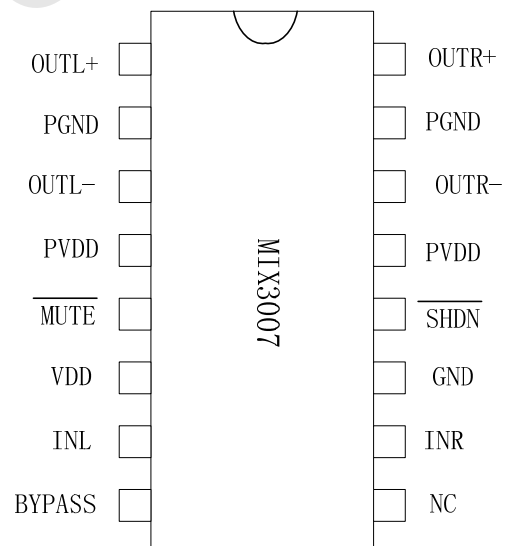 OUTL+ OUTR+
PGND PGND
OUTL− OUTR−
PVDD PVDD
MIX3007
MUTE SHDN
VDD GND
INL INR
BYPASS NC